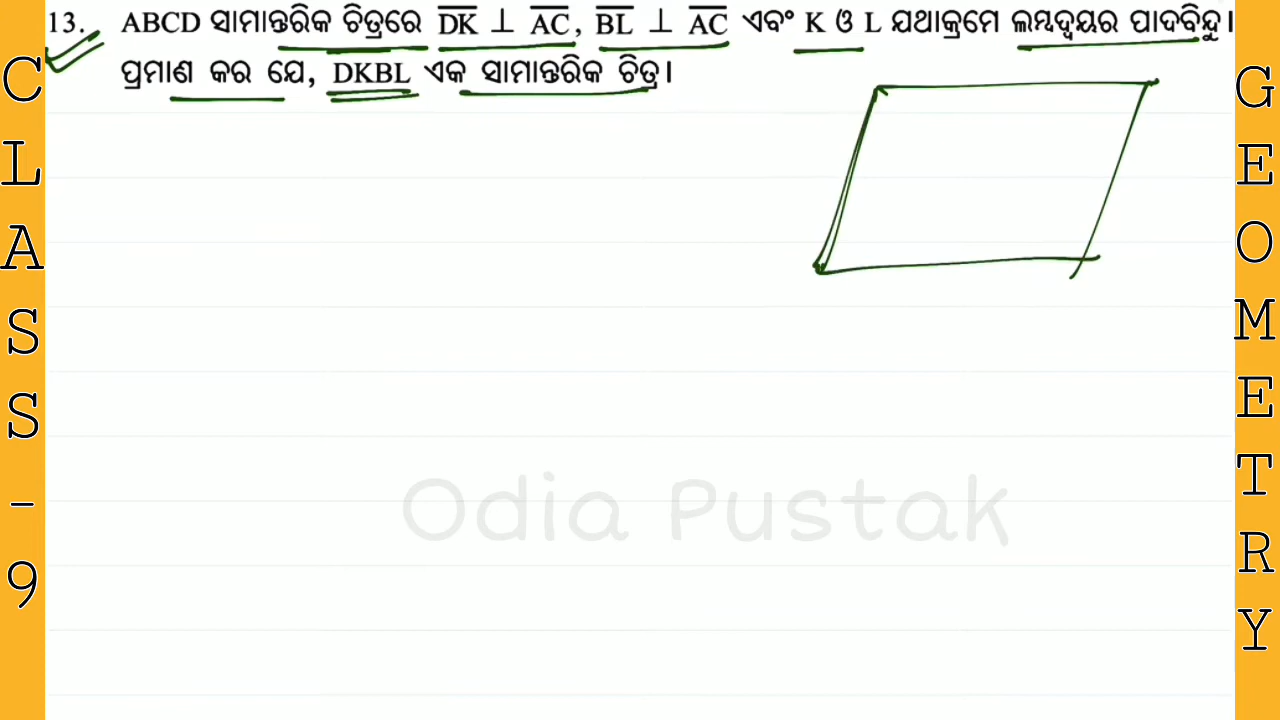 13. ABCD ସାମାନ୍ତରିକ ଚିତ୍ରରେ DK ⊥ AC, BL ⊥ AC ଏବଂ K ଓ L ଯଥାକ୍ରମେ ଲମ୍ବଦ୍ୱୟର ପାଦବିନ୍ଦୁ।
ପ୍ରମାଣ କର ଯେ, DKBL ଏକ ସାମାନ୍ତରିକ ଚିତ୍ର।
CLASS-9
GEOMETRY
Odia Pustak